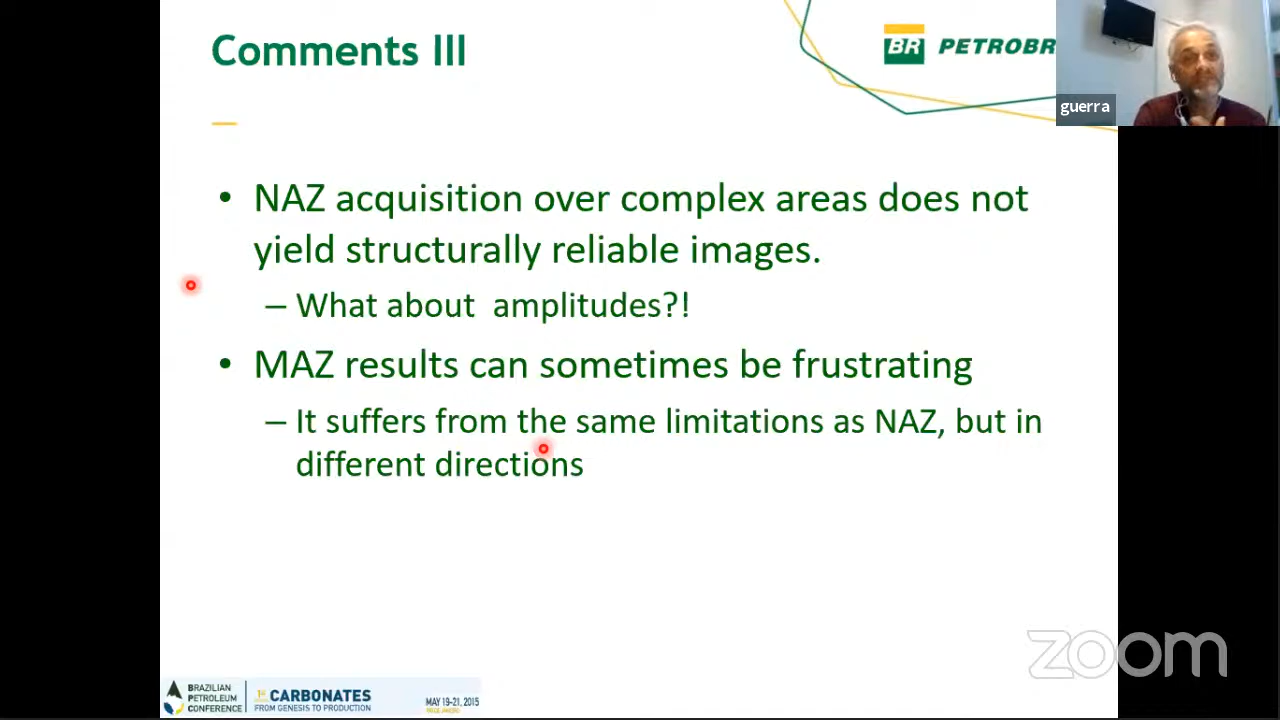 Comments III
BR PETROBR
guerra
• NAZ acquisition over complex areas does not
yield structurally reliable images.
– What about amplitudes?!
• MAZ results can sometimes be frustrating
– It suffers from the same limitations as NAZ, but in
different directions
zoom
BRAZILIAN
PETROLEUM
CONFERENCE
1st CARBONATES
FROM GENESIS TO PRODUCTION
MAY 19-21, 2015